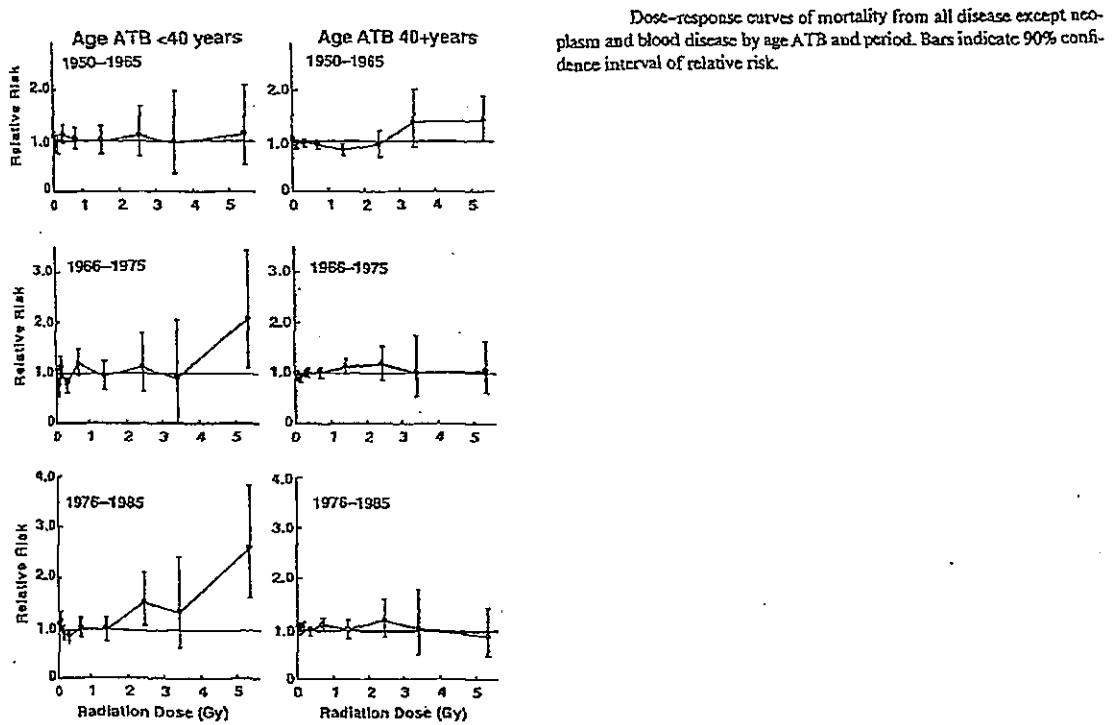 Age ATB <40 years
Age ATB 40+years
Dose–response curves of mortality from all disease except neo-
plasm and blood disease by age ATB and period. Bars indicate 90% confi-
dence interval of relative risk.
1950–1965
1950–1965
2.0
1.0
0
Relative Risk
0 1 2 3 4 5
2.0
1.0
0
0 1 2 3 4 5
1966–1975
1966–1975
3.0
2.0
1.0
0
Relative Risk
0 1 2 3 4 5
3.0
2.0
1.0
0
0 1 2 3 4 5
1976–1985
1976–1985
4.0
3.0
2.0
1.0
0
Relative Risk
0 1 2 3 4 5
Radiation Dose (Gy)
4.0
3.0
2.0
1.0
0
0 1 2 3 4 5
Radiation Dose (Gy)